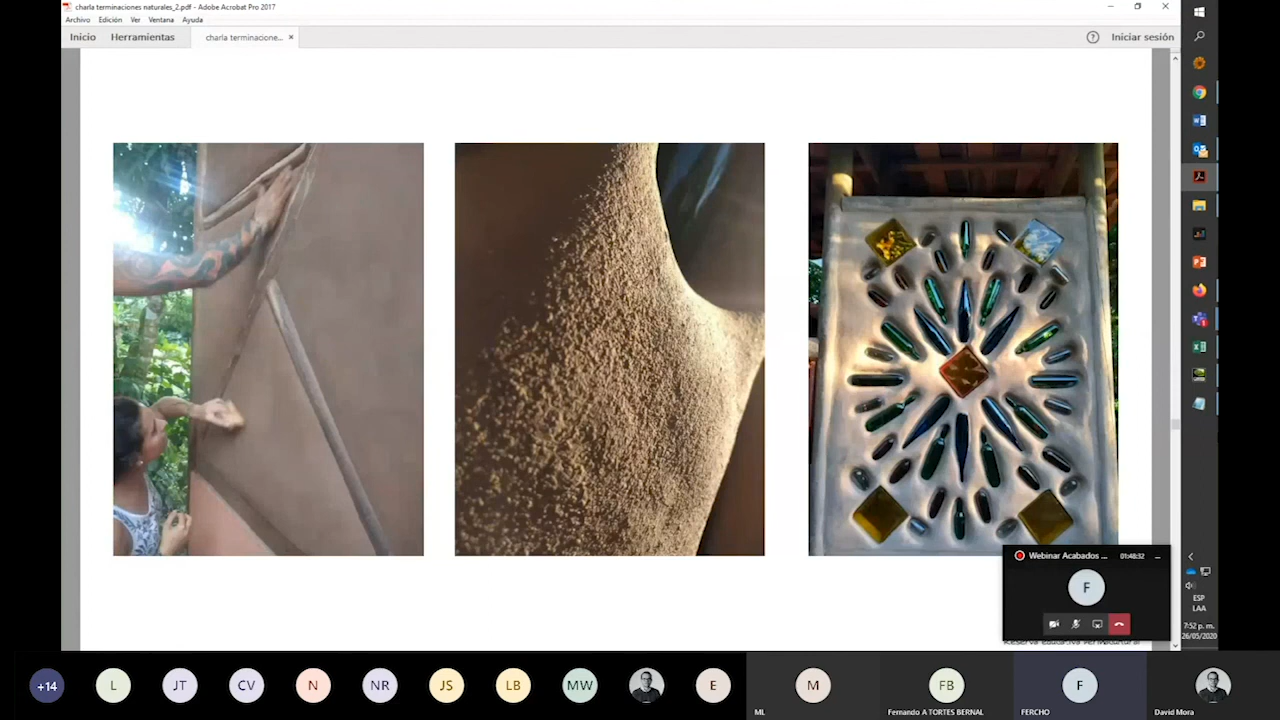 charla terminaciones naturales_2.pdf - Adobe Acrobat Pro 2017
Archivo Edición Ver Ventana Ayuda
Inicio Herramientas charla terminacione... × Iniciar sesión
Webinar Acabados ... 01:48:32
F
ESP
LAA
7:52 p. m.
26/05/2020
+14 L JT CV N NR JS LB MW E M FB F
ML Fernando A TORTES BERNAL FERCHO David Mora